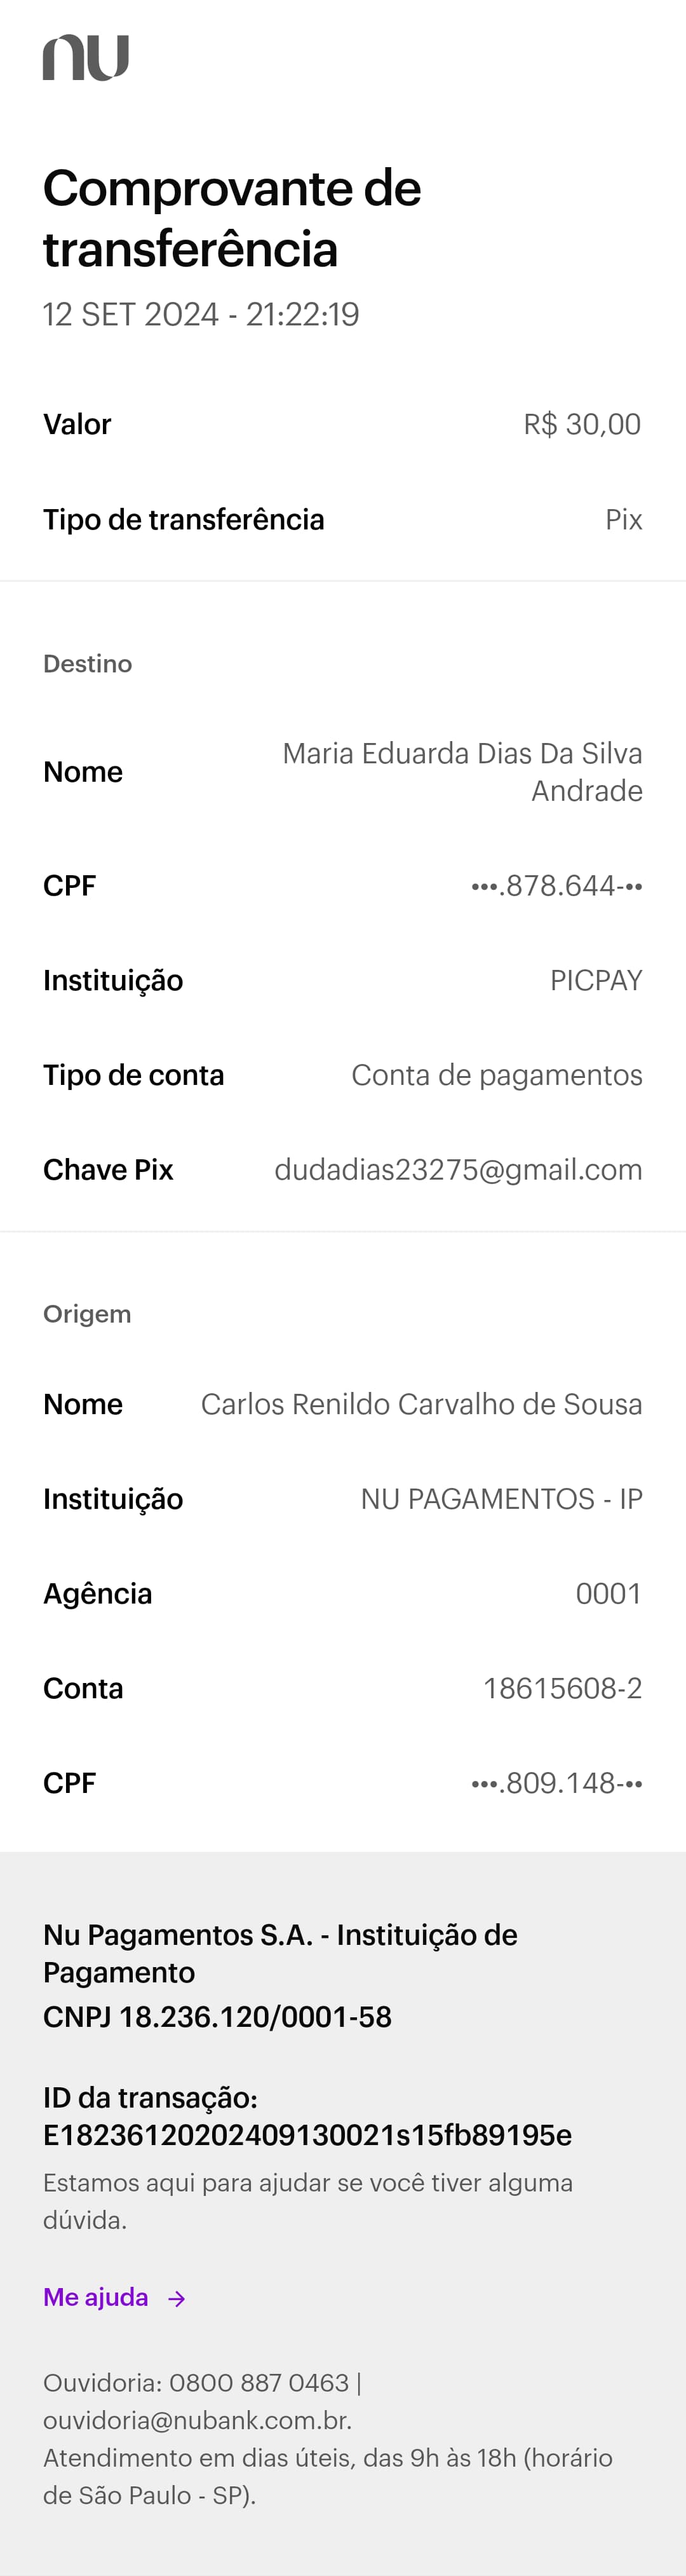 nu
Comprovante de
transferência
12 SET 2024 - 21:22:19
Valor R$ 30,00
Tipo de transferência Pix
Destino
Nome Maria Eduarda Dias Da Silva
Andrade
CPF •••.878.644-••
Instituição PICPAY
Tipo de conta Conta de pagamentos
Chave Pix dudadias23275@gmail.com
Origem
Nome Carlos Renildo Carvalho de Sousa
Instituição NU PAGAMENTOS - IP
Agência 0001
Conta 18615608-2
CPF •••.809.148-••
Nu Pagamentos S.A. - Instituição de
Pagamento
CNPJ 18.236.120/0001-58
ID da transação:
E18236120202409130021s15fb89195e
Estamos aqui para ajudar se você tiver alguma
dúvida.
Me ajuda →
Ouvidoria: 0800 887 0463 |
ouvidoria@nubank.com.br.
Atendimento em dias úteis, das 9h às 18h (horário
de São Paulo - SP).